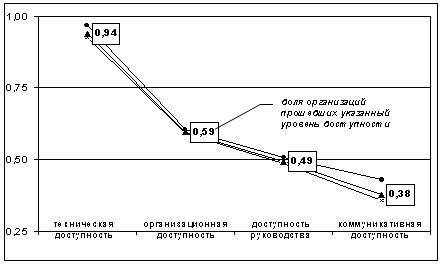 1,00
0,94
0,75
доля организаций
прошедших указанный
уровень доступности
0,59
0,50
0,49
0,38
0,25
техническая
доступность
организационная
доступность
доступность
руководства
коммуникативная
доступность